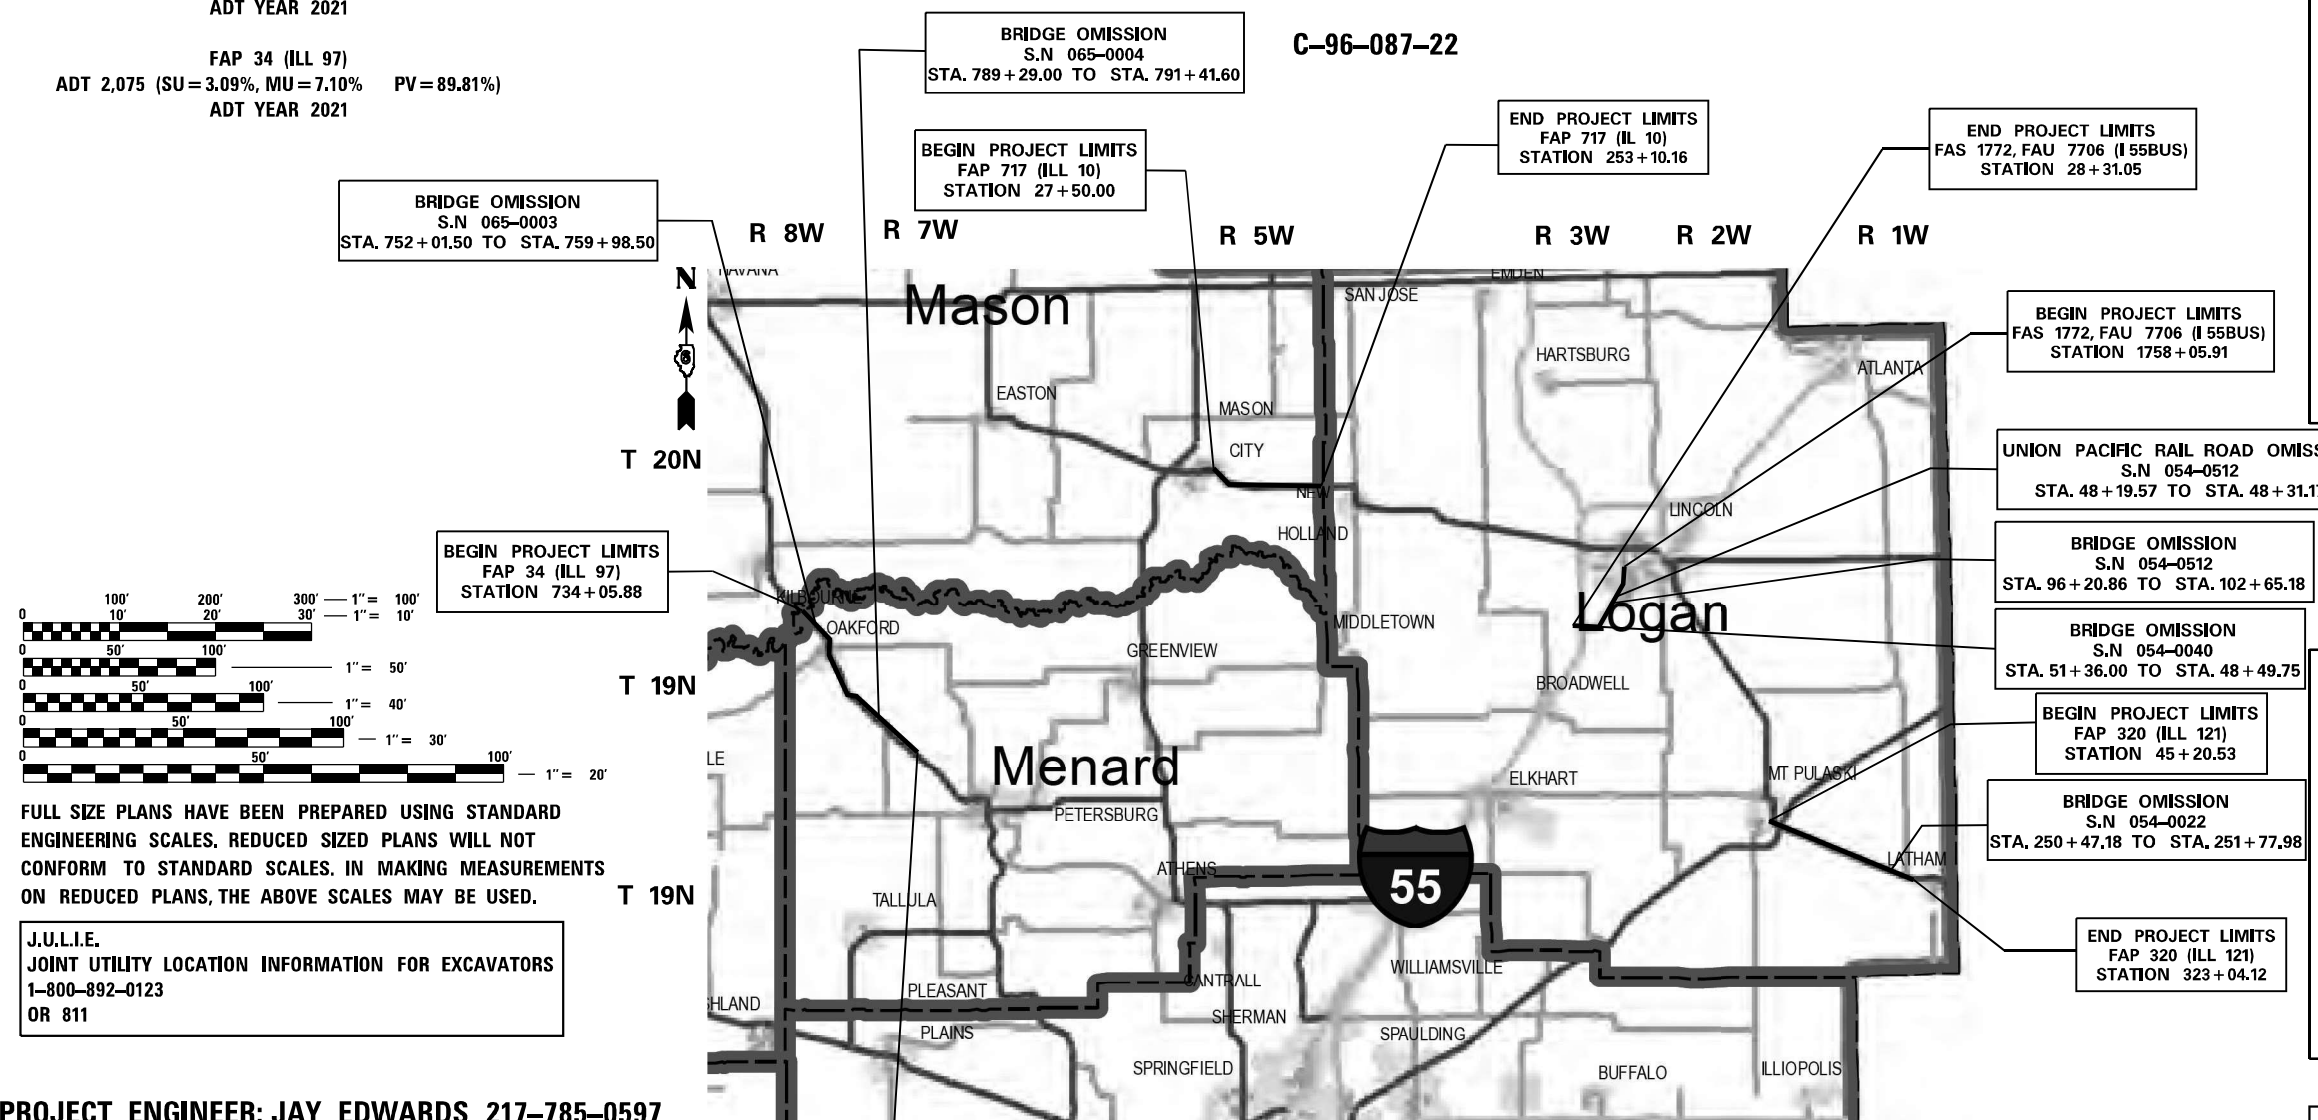 ADT YEAR 2021
FAP 34 (ILL 97)
ADT 2,075 (SU = 3.09%, MU = 7.10% PV = 89.81%)
ADT YEAR 2021
BRIDGE OMISSION
S.N 065–0004
STA. 789 + 29.00 TO STA. 791 + 41.60
C–96–087–22
BEGIN PROJECT LIMITS
FAP 717 (ILL 10)
STATION 27 + 50.00
END PROJECT LIMITS
FAP 717 (IL 10)
STATION 253 + 10.16
END PROJECT LIMITS
FAS 1772, FAU 7706 (I 55BUS)
STATION 28 + 31.05
BRIDGE OMISSION
S.N 065–0003
STA. 752 + 01.50 TO STA. 759 + 98.50
R 8W
R 7W
R 5W
R 3W
R 2W
R 1W
N
6
HAVANA
Mason
SAN JOSE
EMDEN
HARTSBURG
ATLANTA
EASTON
MASON
CITY
NEW
HOLLAND
LINCOLN
Logan
KILBOURNE
OAKFORD
GREENVIEW
MIDDLETOWN
BROADWELL
Menard
PETERSBURG
ELKHART
MT PULASKI
LATHAM
ATHENS
TALLULA
55
CANTRALL
WILLIAMSVILLE
PLEASANT
PLAINS
SHERMAN
SPAULDING
SPRINGFIELD
BUFFALO
ILLIOPOLIS
LE
SHLAND
BEGIN PROJECT LIMITS
FAS 1772, FAU 7706 (I 55BUS)
STATION 1758 + 05.91
UNION PACIFIC RAIL ROAD OMISS
S.N 054–0512
STA. 48 + 19.57 TO STA. 48 + 31.1
BRIDGE OMISSION
S.N 054–0512
STA. 96 + 20.86 TO STA. 102 + 65.18
BRIDGE OMISSION
S.N 054–0040
STA. 51 + 36.00 TO STA. 48 + 49.75
BEGIN PROJECT LIMITS
FAP 320 (ILL 121)
STATION 45 + 20.53
BRIDGE OMISSION
S.N 054–0022
STA. 250 + 47.18 TO STA. 251 + 77.98
END PROJECT LIMITS
FAP 320 (ILL 121)
STATION 323 + 04.12
T 20N
T 19N
T 19N
BEGIN PROJECT LIMITS
FAP 34 (ILL 97)
STATION 734 + 05.88
0 100' 200' 300' — 1" = 100'
10' 20' 30' — 1" = 10'
0 50' 100' 1" = 50'
0 50' 100' 1" = 40'
0 50' 100' — 1" = 30'
0 50' 100' — 1" = 20'
FULL SIZE PLANS HAVE BEEN PREPARED USING STANDARD
ENGINEERING SCALES. REDUCED SIZED PLANS WILL NOT
CONFORM TO STANDARD SCALES. IN MAKING MEASUREMENTS
ON REDUCED PLANS, THE ABOVE SCALES MAY BE USED.
J.U.L.I.E.
JOINT UTILITY LOCATION INFORMATION FOR EXCAVATORS
1–800–892–0123
OR 811
PROJECT ENGINEER: JAY EDWARDS 217–785–0597